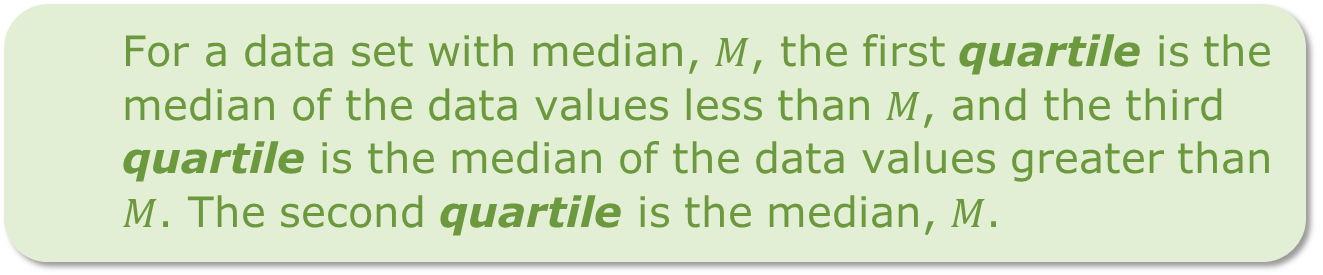 For a data set with median, M, the first quartile is the
median of the data values less than M, and the third
quartile is the median of the data values greater than
M. The second quartile is the median, M.